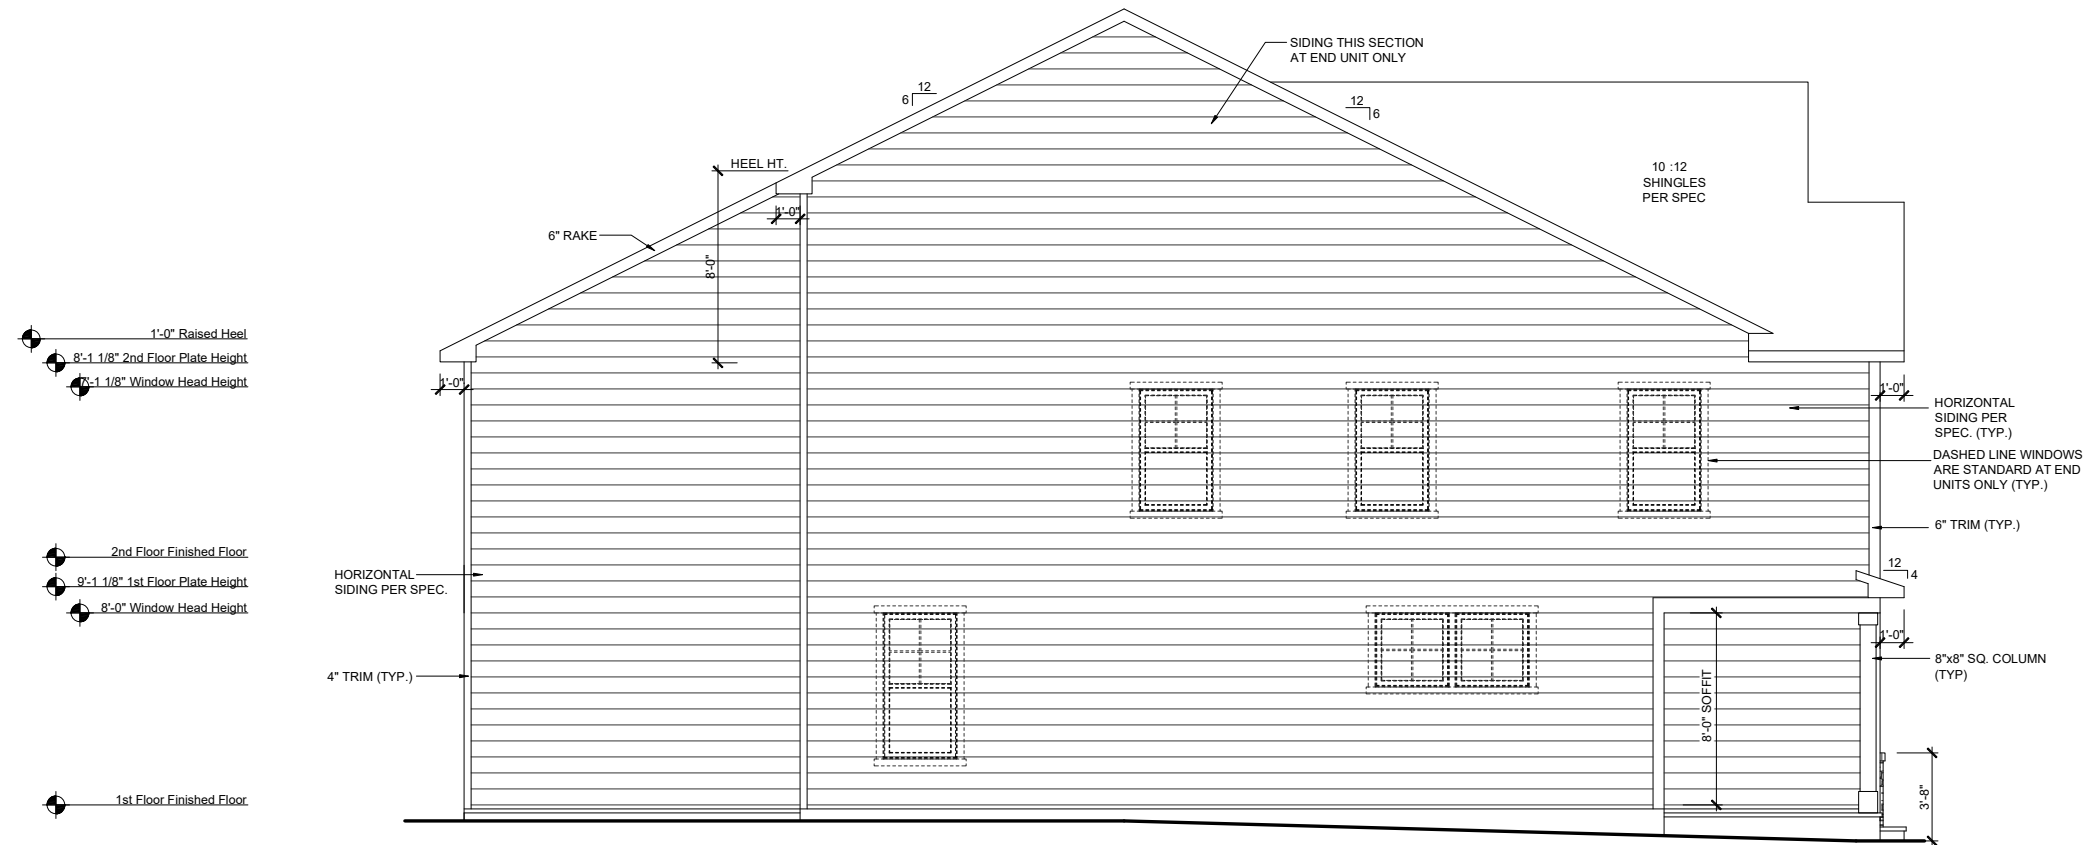 SIDING THIS SECTION
AT END UNIT ONLY
12
6
12
6
HEEL HT.
10 :12
SHINGLES
PER SPEC
1'-0"
6" RAKE
8'-0"
1'-0" Raised Heel
8'-1 1/8" 2nd Floor Plate Height
7'-1 1/8" Window Head Height
1'-0"
1'-0"
HORIZONTAL
SIDING PER
SPEC. (TYP.)
DASHED LINE WINDOWS
ARE STANDARD AT END
UNITS ONLY (TYP.)
6" TRIM (TYP.)
2nd Floor Finished Floor
9'-1 1/8" 1st Floor Plate Height
8'-0" Window Head Height
HORIZONTAL
SIDING PER SPEC.
12
4
1'-0"
8"x8" SQ. COLUMN
(TYP)
4" TRIM (TYP.)
8'-0" SOFFIT
3'-8"
1st Floor Finished Floor